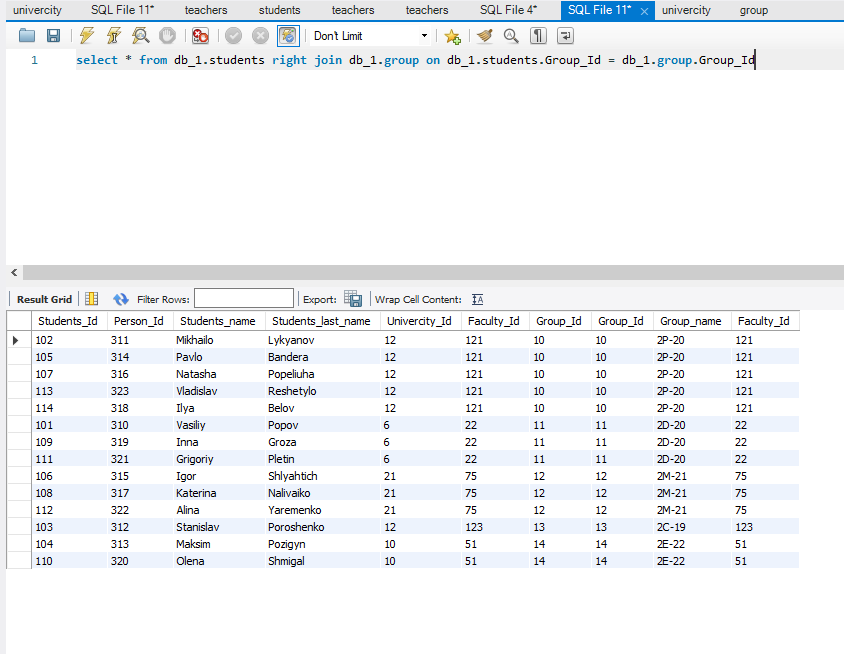 univercity SQL File 11* teachers students teachers teachers SQL File 4* SQL File 11* univercity group
Don't Limit
1 select * from db_1.students right join db_1.group on db_1.students.Group_Id = db_1.group.Group_Id
Result Grid Filter Rows: Export: Wrap Cell Content:
Students_Id Person_Id Students_name Students_last_name Univercity_Id Faculty_Id Group_Id Group_Id Group_name Faculty_Id
102 311 Mikhailo Lykyanov 12 121 10 10 2P-20 121
105 314 Pavlo Bandera 12 121 10 10 2P-20 121
107 316 Natasha Popeliuha 12 121 10 10 2P-20 121
113 323 Vladislav Reshetylo 12 121 10 10 2P-20 121
114 318 Ilya Belov 12 121 10 10 2P-20 121
101 310 Vasiliy Popov 6 22 11 11 2D-20 22
109 319 Inna Groza 6 22 11 11 2D-20 22
111 321 Grigoriy Pletin 6 22 11 11 2D-20 22
106 315 Igor Shlyahtich 21 75 12 12 2M-21 75
108 317 Katerina Nalivaiko 21 75 12 12 2M-21 75
112 322 Alina Yaremenko 21 75 12 12 2M-21 75
103 312 Stanislav Poroshenko 12 123 13 13 2C-19 123
104 313 Maksim Pozigyn 10 51 14 14 2E-22 51
110 320 Olena Shmigal 10 51 14 14 2E-22 51